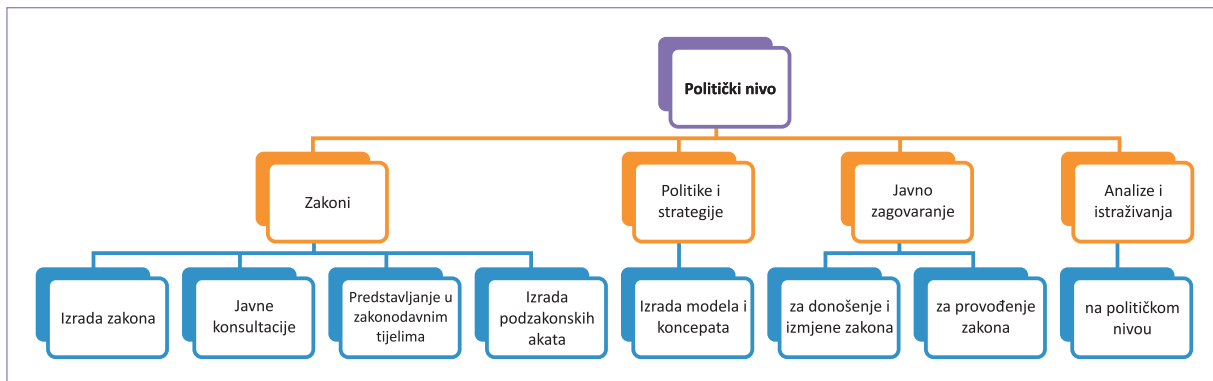 Politički nivo
Zakoni
Politike i
strategije
Javno
zagovaranje
Analize i
istraživanja
Izrada zakona
Javne
konsultacije
Predstavljanje u
zakonodavnim
tijelima
Izrada
podzakonskih
akata
Izrada modela i
koncepata
za donošenje i
izmjene zakona
za provođenje
zakona
na političkom
nivou